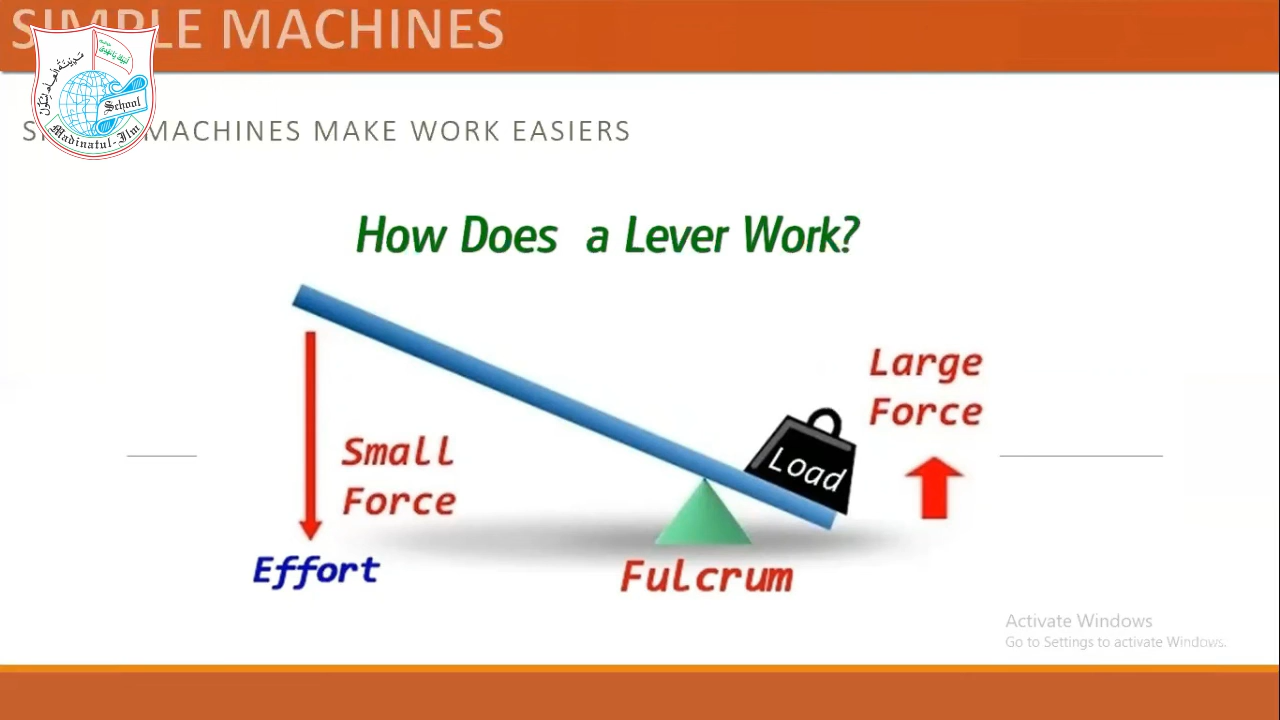 SIMPLE MACHINES
School
Madinatul-Ilm
MACHINES MAKE WORK EASIERS
How Does a Lever Work?
Large
Force
Load
Small
Force
Effort
Fulcrum
Activate Windows
Go to Settings to activate Windows.